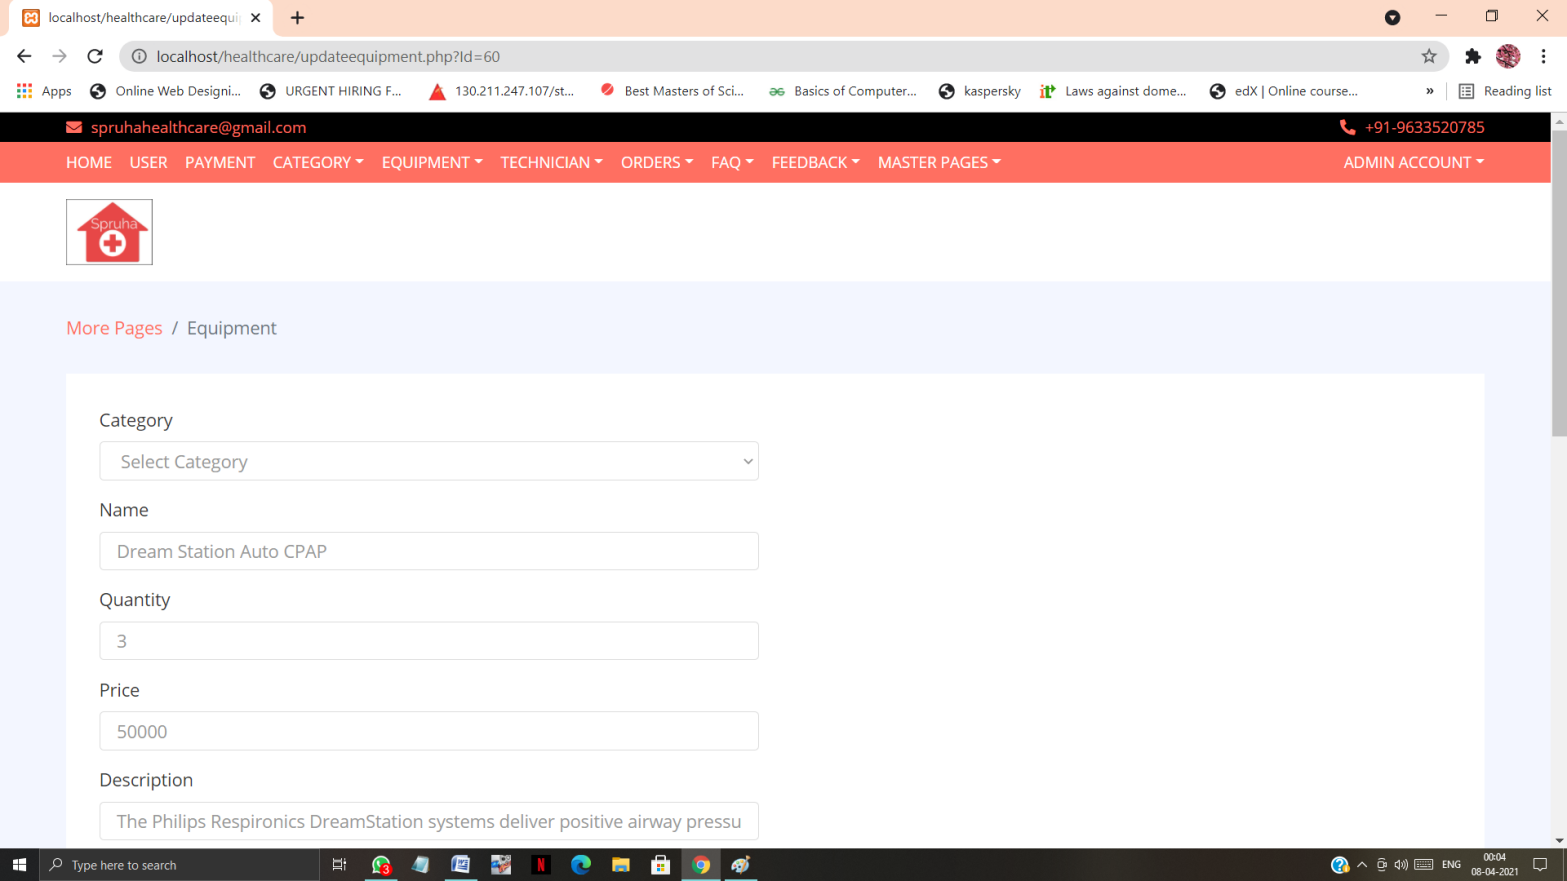 localhost/healthcare/updateequi
localhost/healthcare/updateequipment.php?Id=60
Apps Online Web Designi... URGENT HIRING F... 130.211.247.107/st... Best Masters of Sci... Basics of Computer... kaspersky Laws against dome... edX | Online course... » Reading list
spruhahealthcare@gmail.com +91-9633520785
HOME USER PAYMENT CATEGORY EQUIPMENT TECHNICIAN ORDERS FAQ FEEDBACK MASTER PAGES ADMIN ACCOUNT
Spruha
More Pages / Equipment
Category
Select Category
Name
Dream Station Auto CPAP
Quantity
3
Price
50000
Description
The Philips Respironics DreamStation systems deliver positive airway pressu
Type here to search 3 N ENG 00:04
08-04-2021